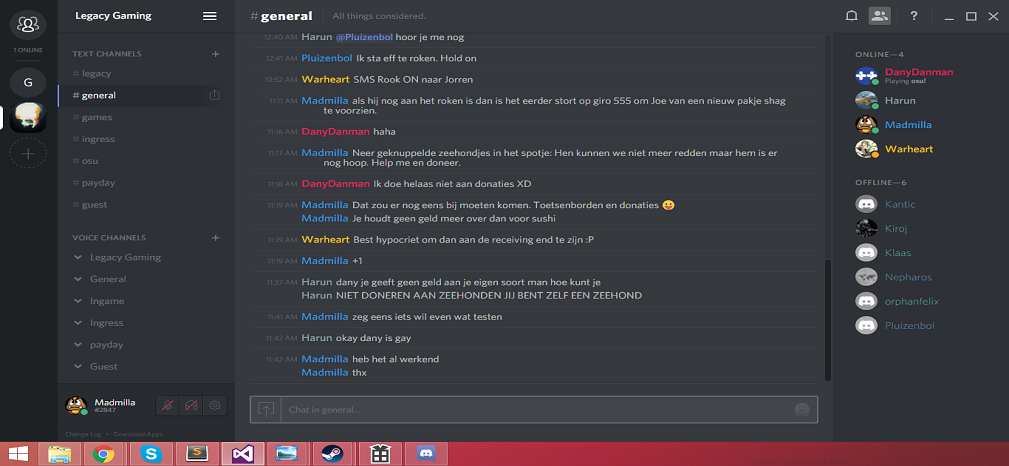 1 ONLINE
G
Legacy Gaming
TEXT CHANNELS
# legacy
# general
# games
# ingress
# osu
# payday
# guest
VOICE CHANNELS
Legacy Gaming
General
Ingame
Ingress
payday
Guest
Madmilla
#2847
Change Log • Download Apps
# general All things considered.
12:40 AM Harun @Pluizenbol hoor je me nog
12:41 AM Pluizenbol Ik sta eff te roken. Hold on
10:52 AM Warheart SMS Rook ON naar Jorren
11:11 AM Madmilla als hij nog aan het roken is dan is het eerder stort op giro 555 om Joe van een nieuw pakje shag
te voorzien.
11:16 AM DanyDanman haha
11:17 AM Madmilla Neer geknuppelde zeehondjes in het spotje: Hen kunnen we niet meer redden maar hem is er
nog hoop. Help me en doneer.
11:18 AM DanyDanman Ik doe helaas niet aan donaties XD
11:19 AM Madmilla Dat zou er nog eens bij moeten komen. Toetsenborden en donaties 😛
Madmilla Je houdt geen geld meer over dan voor sushi
11:19 AM Warheart Best hypocriet om dan aan de receiving end te zijn :P
11:19 AM Madmilla +1
11:37 AM Harun dany je geeft geen geld aan je eigen soort man hoe kunt je
Harun NIET DONEREN AAN ZEEHONDEN JIJ BENT ZELF EEN ZEEHOND
11:41 AM Madmilla zeg eens iets wil even wat testen
11:42 AM Harun okay dany is gay
11:42 AM Madmilla heb het al werkend
Madmilla thx
Chat in general...
ONLINE—4
DanyDanman
Playing osu!
Harun
Madmilla
Warheart
OFFLINE—6
Kantic
Kiroj
Klaas
Nepharos
orphanfelix
Pluizenbol